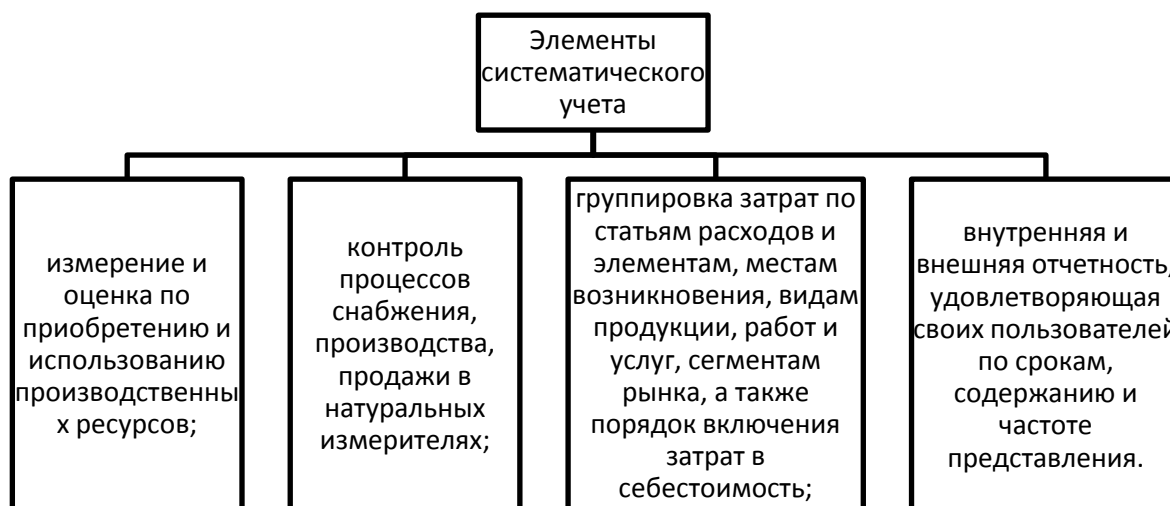 Элементы
систематического
учета
измерение и
оценка по
приобретению и
использованию
производственны
х ресурсов;
контроль
процессов
снабжения,
производства,
продажи в
натуральных
измерителях;
группировка затрат по
статьям расходов и
элементам, местам
возникновения, видам
продукции, работ и
услуг, сегментам
рынка, а также
порядок включения
затрат в
себестоимость;
внутренняя и
внешняя отчетность,
удовлетворяющая
своих пользователей
по срокам,
содержанию и
частоте
представления.